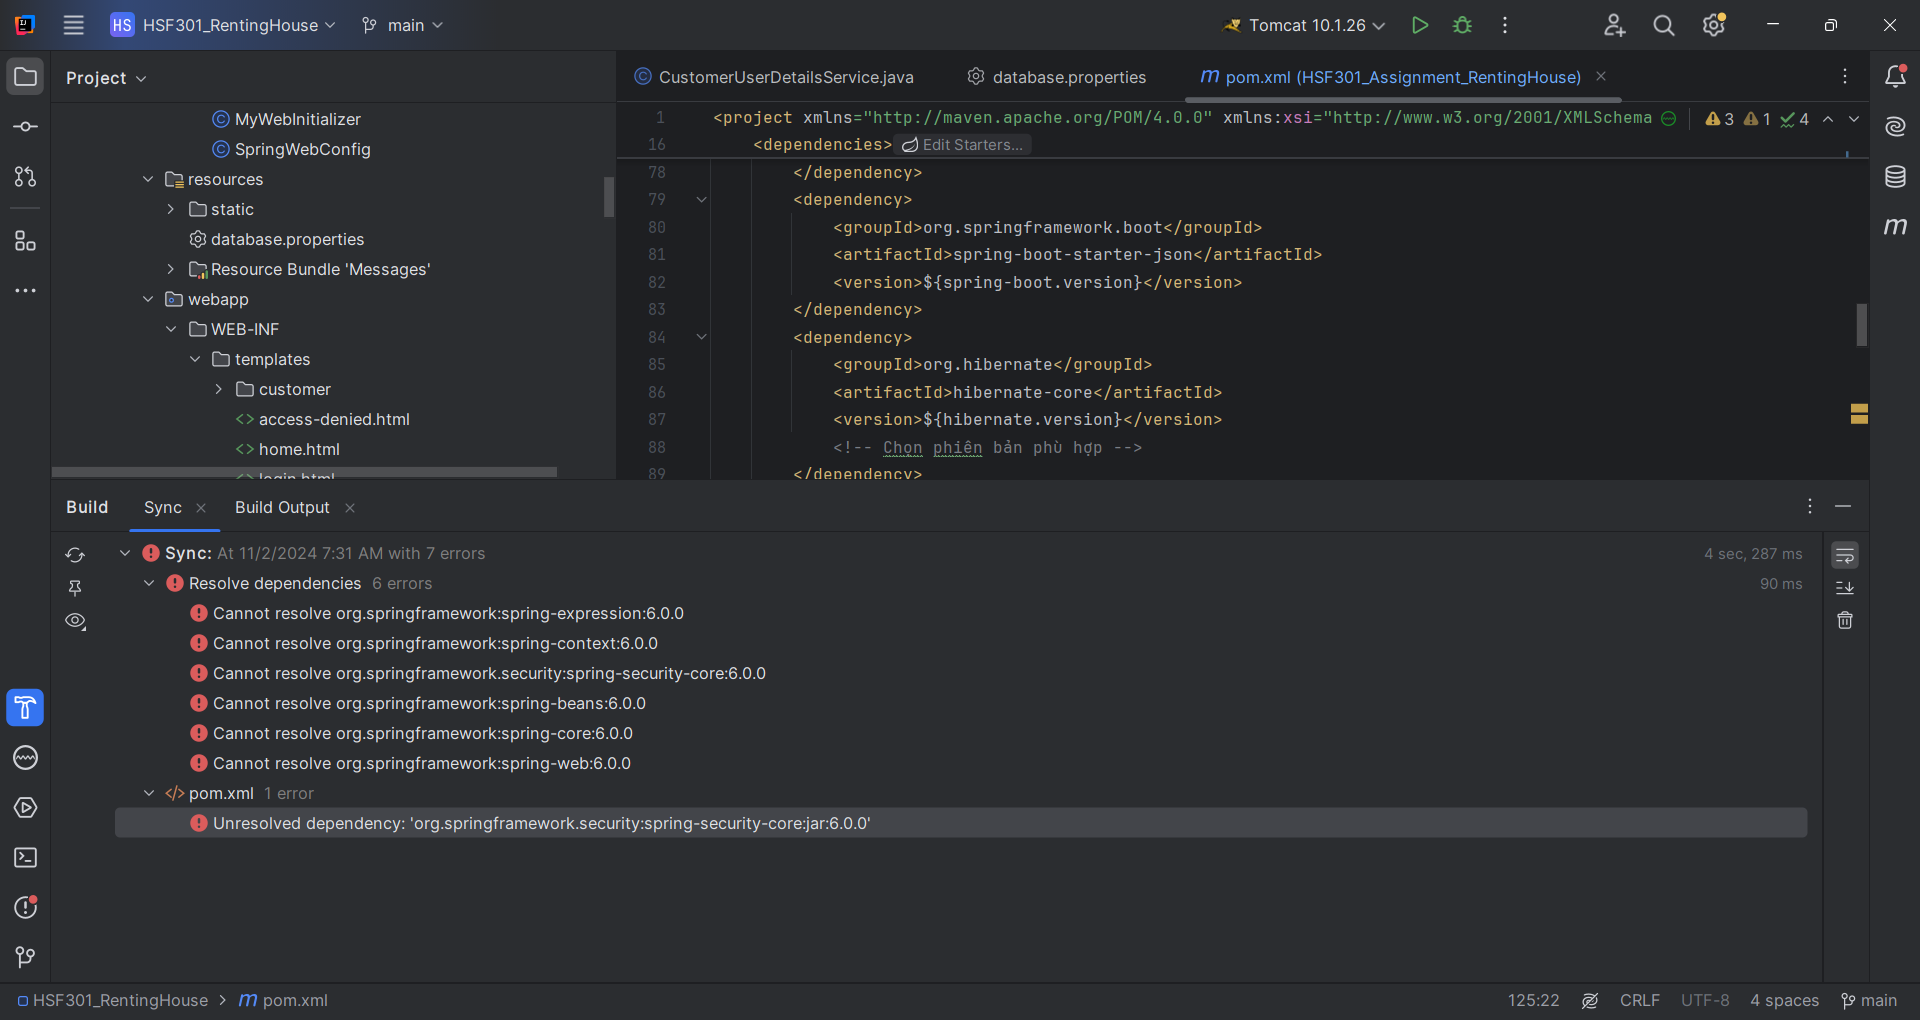 HS HSF301_RentingHouse main Tomcat 10.1.26
Project
CustomerUserDetailsService.java database.properties m pom.xml (HSF301_Assignment_RentingHouse)
MyWebInitializer
SpringWebConfig
resources
static
database.properties
Resource Bundle 'Messages'
webapp
WEB-INF
templates
customer
access-denied.html
home.html
login.html
1 <project xmlns="http://maven.apache.org/POM/4.0.0" xmlns:xsi="http://www.w3.org/2001/XMLSchema 3 1 4
16 <dependencies> Edit Starters...
78 </dependency>
79 <dependency>
80 <groupId>org.springframework.boot</groupId>
81 <artifactId>spring-boot-starter-json</artifactId>
82 <version>${spring-boot.version}</version>
83 </dependency>
84 <dependency>
85 <groupId>org.hibernate</groupId>
86 <artifactId>hibernate-core</artifactId>
87 <version>${hibernate.version}</version>
88 <!-- Chọn phiên bản phù hợp -->
89 </dependency>
Build Sync Build Output
Sync: At 11/2/2024 7:31 AM with 7 errors 4 sec, 287 ms
Resolve dependencies 6 errors 90 ms
Cannot resolve org.springframework:spring-expression:6.0.0
Cannot resolve org.springframework:spring-context:6.0.0
Cannot resolve org.springframework.security:spring-security-core:6.0.0
Cannot resolve org.springframework:spring-beans:6.0.0
Cannot resolve org.springframework:spring-core:6.0.0
Cannot resolve org.springframework:spring-web:6.0.0
pom.xml 1 error
Unresolved dependency: 'org.springframework.security:spring-security-core:jar:6.0.0'
HSF301_RentingHouse m pom.xml 125:22 CRLF UTF-8 4 spaces main